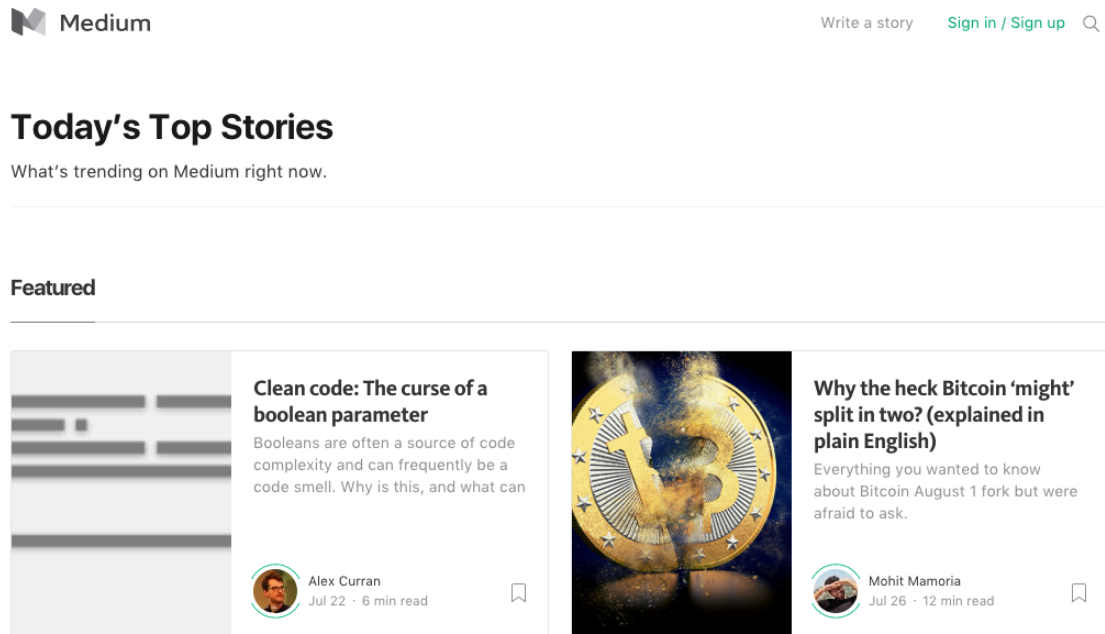 Medium
Write a story
Sign in / Sign up
Today’s Top Stories
What’s trending on Medium right now.
Featured
Clean code: The curse of a
boolean parameter
Booleans are often a source of code
complexity and can frequently be a
code smell. Why is this, and what can
Alex Curran
Jul 22 · 6 min read
Why the heck Bitcoin ‘might’
split in two? (explained in
plain English)
Everything you wanted to know
about Bitcoin August 1 fork but were
afraid to ask.
Mohit Mamoria
Jul 26 · 12 min read